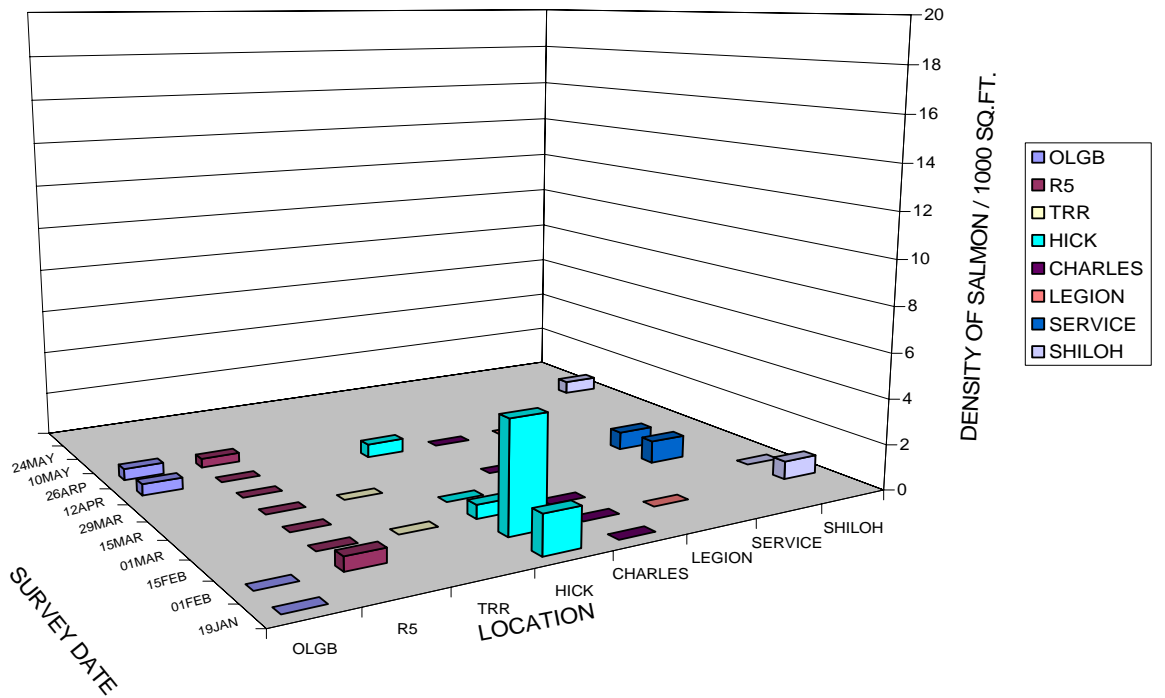 20
18
16
14
12
10
8
6
4
2
0
DENSITY OF SALMON / 1000 SQ.FT.
OLGB
R5
TRR
HICK
CHARLES
LEGION
SERVICE
SHILOH
24MAY
10MAY
26ARP
12APR
29MAR
15MAR
01MAR
15FEB
01FEB
19JAN
SURVEY DATE
OLGB
R5
TRR
HICK
CHARLES
LEGION
SERVICE
SHILOH
LOCATION